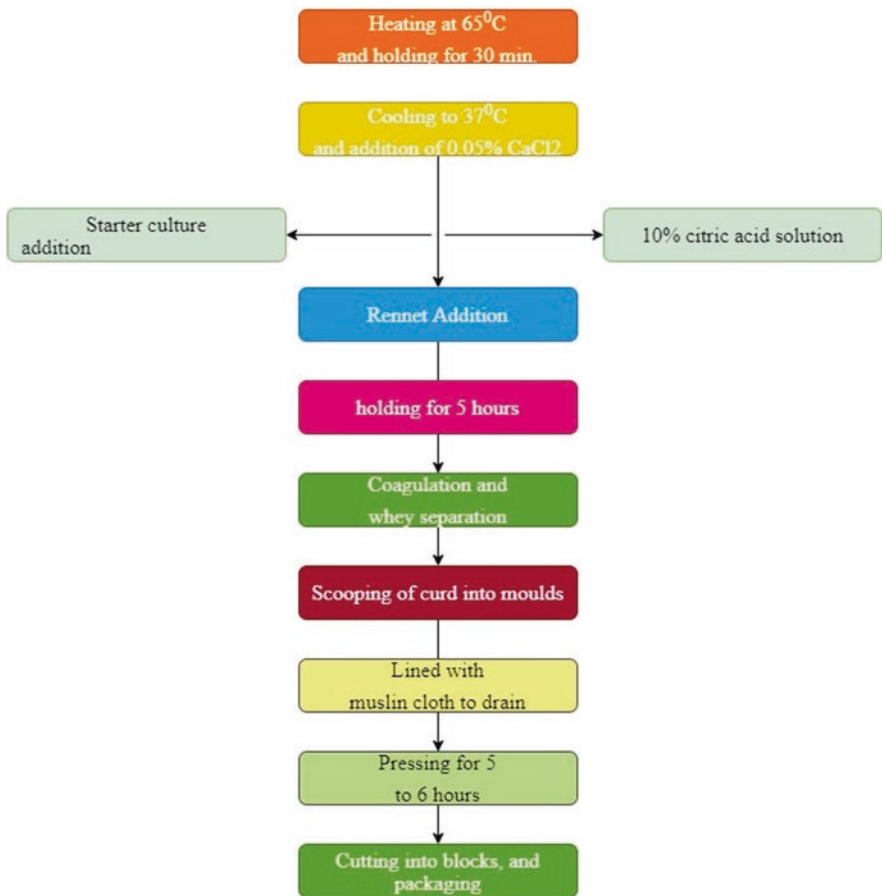 Heating at 65⁰C
and holding for 30 min.
Cooling to 37⁰C
and addition of 0.05% CaCl2
Starter culture
addition
10% citric acid solution
Rennet Addition
holding for 5 hours
Coagulation and
whey separation
Scooping of curd into moulds
Lined with
muslin cloth to drain
Pressing for 5
to 6 hours
Cutting into blocks, and
packaging